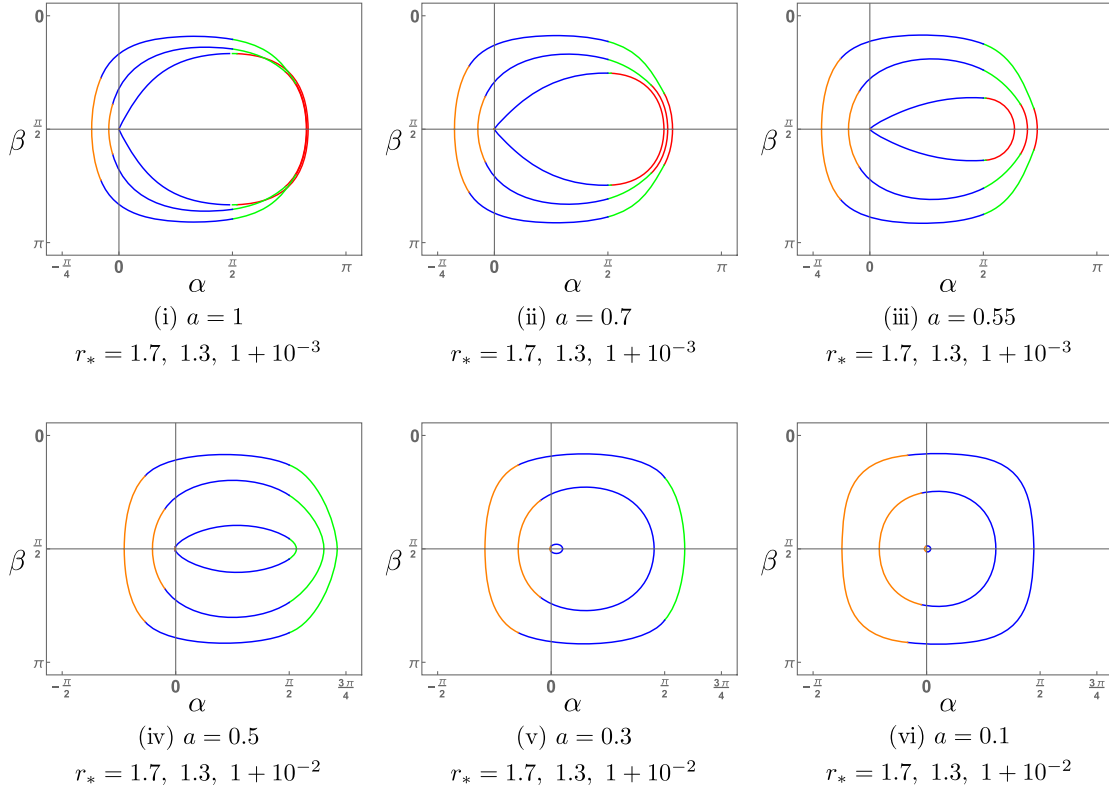 0
β π/2
π
-π/4 0 π/2 π
α
(i) a = 1
r* = 1.7, 1.3, 1 + 10⁻³
0
β π/2
π
-π/4 0 π/2 π
α
(ii) a = 0.7
r* = 1.7, 1.3, 1 + 10⁻³
0
β π/2
π
-π/4 0 π/2 π
α
(iii) a = 0.55
r* = 1.7, 1.3, 1 + 10⁻³
0
β π/2
π
-π/2 0 π/2 3π/4
α
(iv) a = 0.5
r* = 1.7, 1.3, 1 + 10⁻²
0
β π/2
π
-π/2 0 π/2 3π/4
α
(v) a = 0.3
r* = 1.7, 1.3, 1 + 10⁻²
0
β π/2
π
-π/2 0 π/2 3π/4
α
(vi) a = 0.1
r* = 1.7, 1.3, 1 + 10⁻²